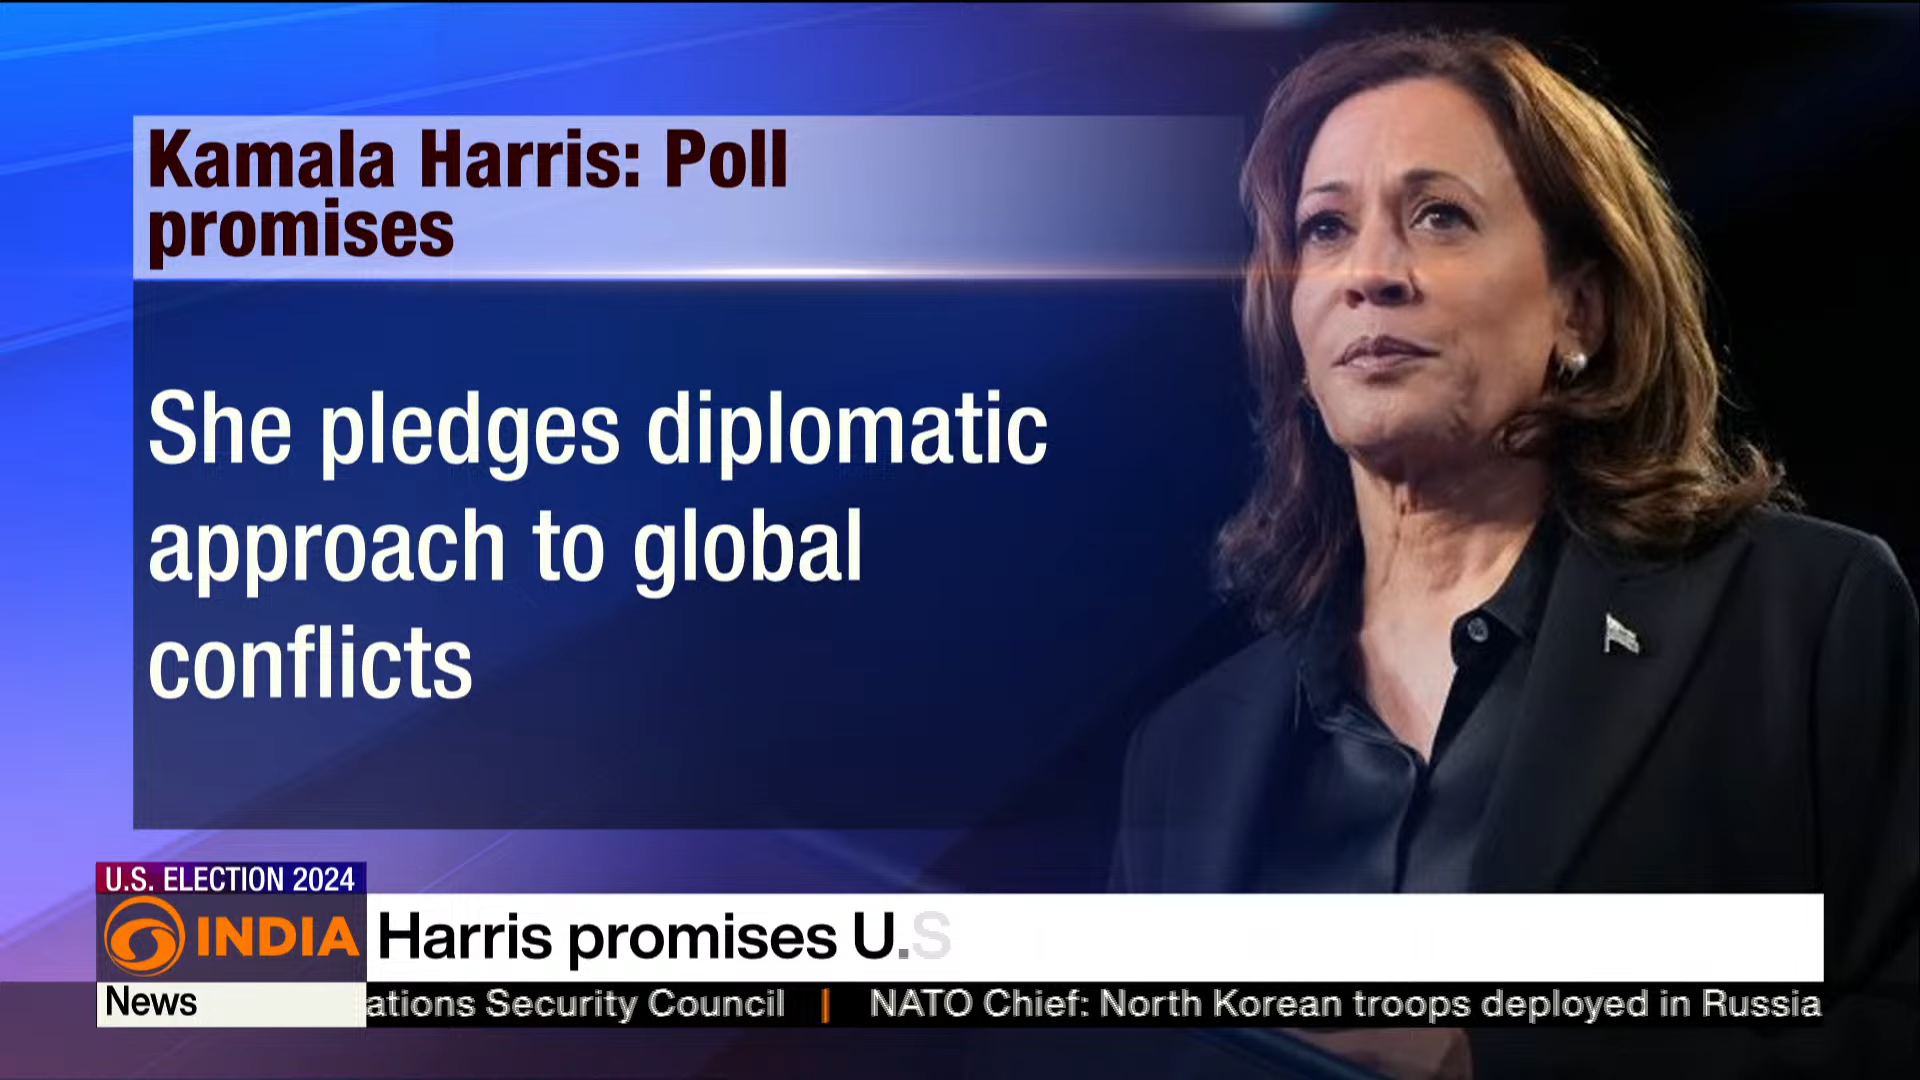 Kamala Harris: Poll
promises
She pledges diplomatic
approach to global
conflicts
U.S. ELECTION 2024
INDIA
Harris promises U.S
News
ations Security Council | NATO Chief: North Korean troops deployed in Russia